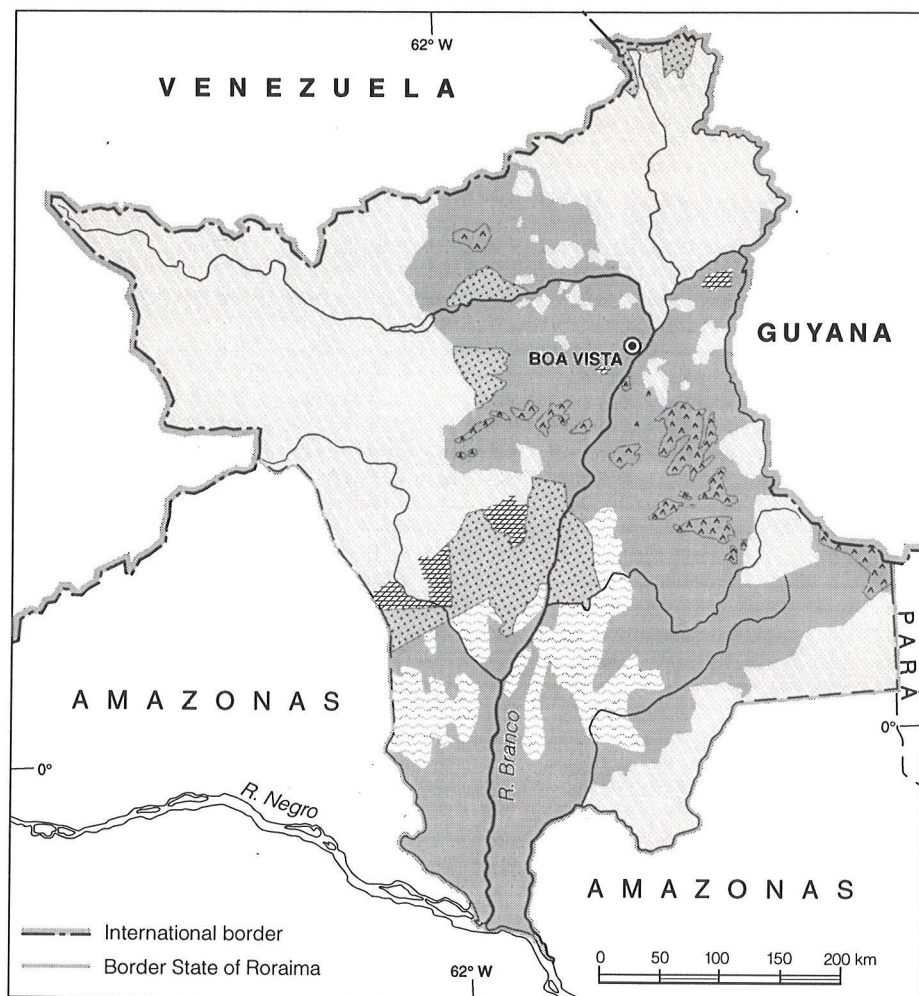 62° W
VENEZUELA
GUYANA
BOA VISTA
PARA
AMAZONAS
0°
0°
R. Branco
R. Negro
AMAZONAS
International border
Border State of Roraima
62° W
0 50 100 150 200 km